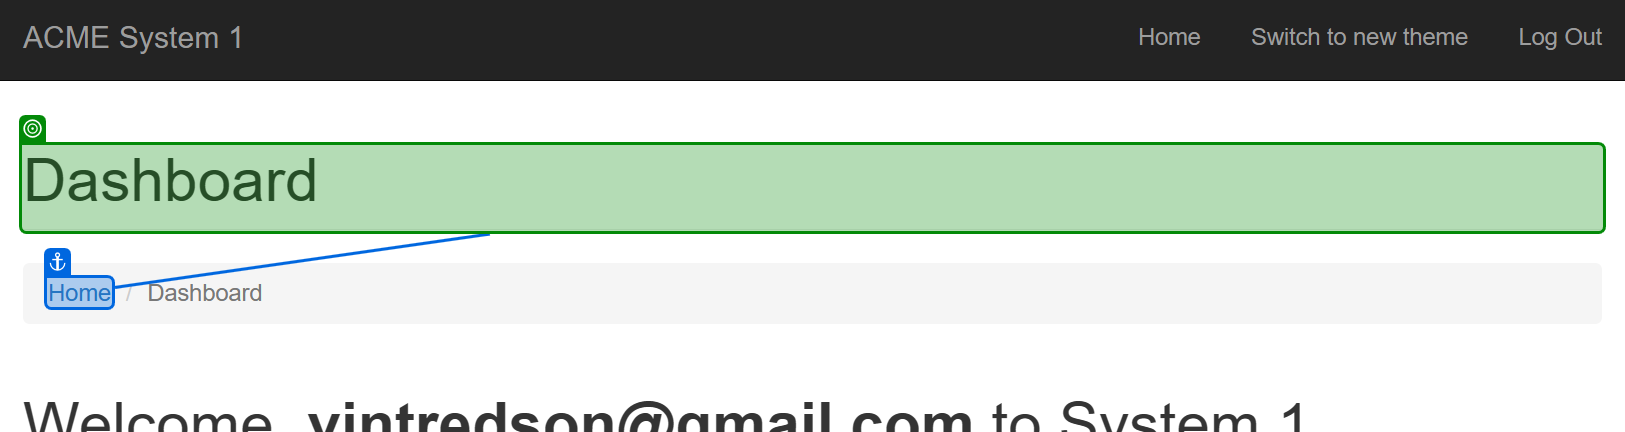 ACME System 1 Home Switch to new theme Log Out
Dashboard
Home / Dashboard
Welcome, vintredson@gmail.com to System 1